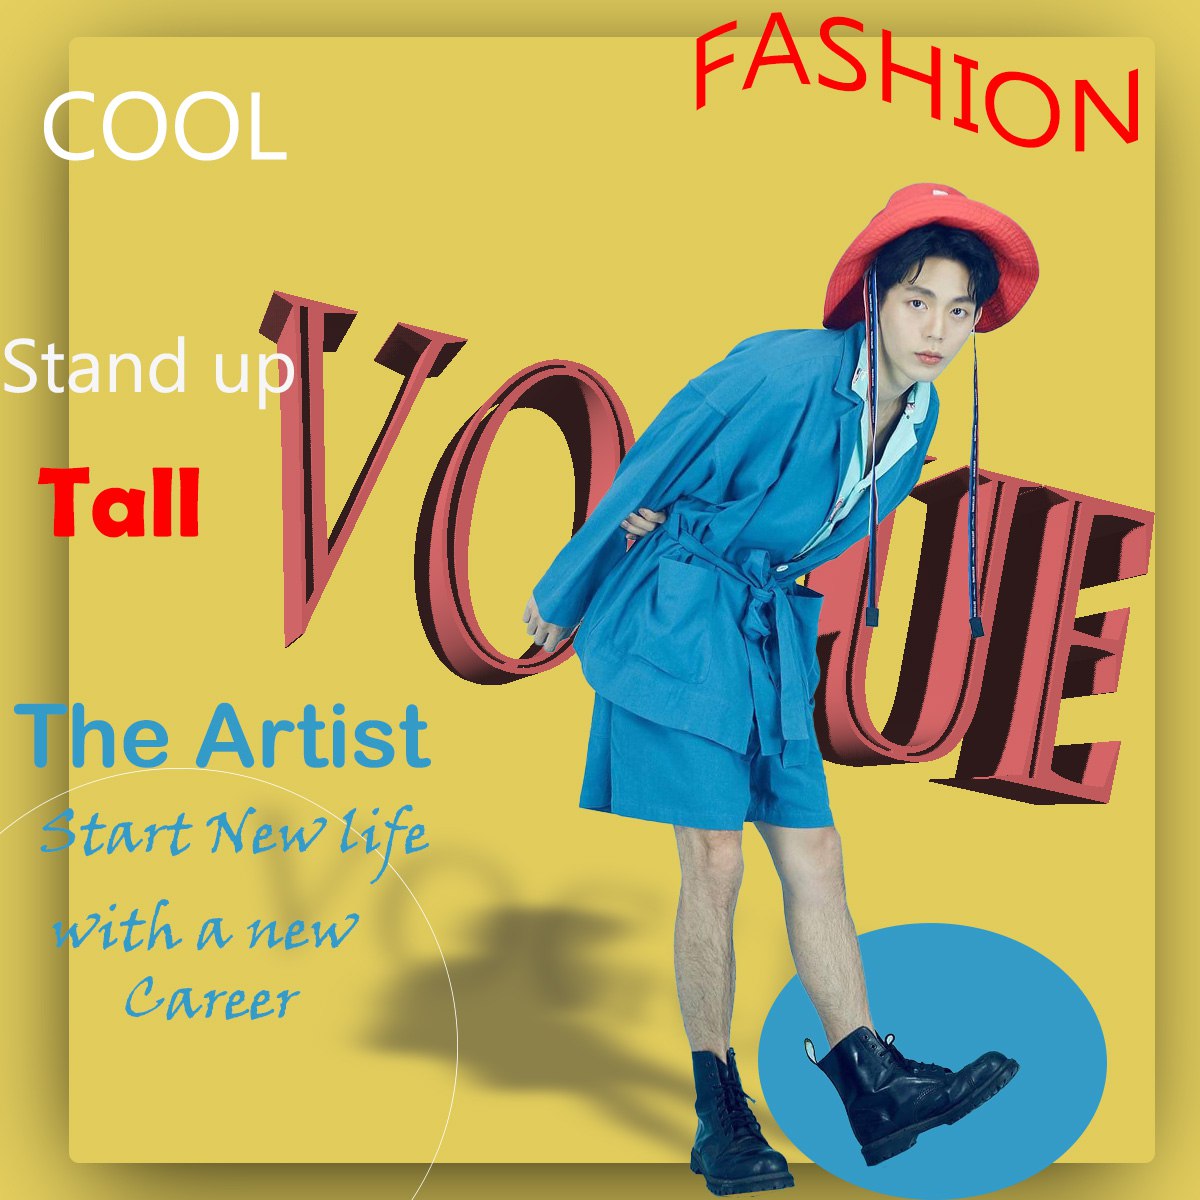 FASHION
COOL
VOGUE
Stand up
Tall
The Artist
Start New life
with a new
Career